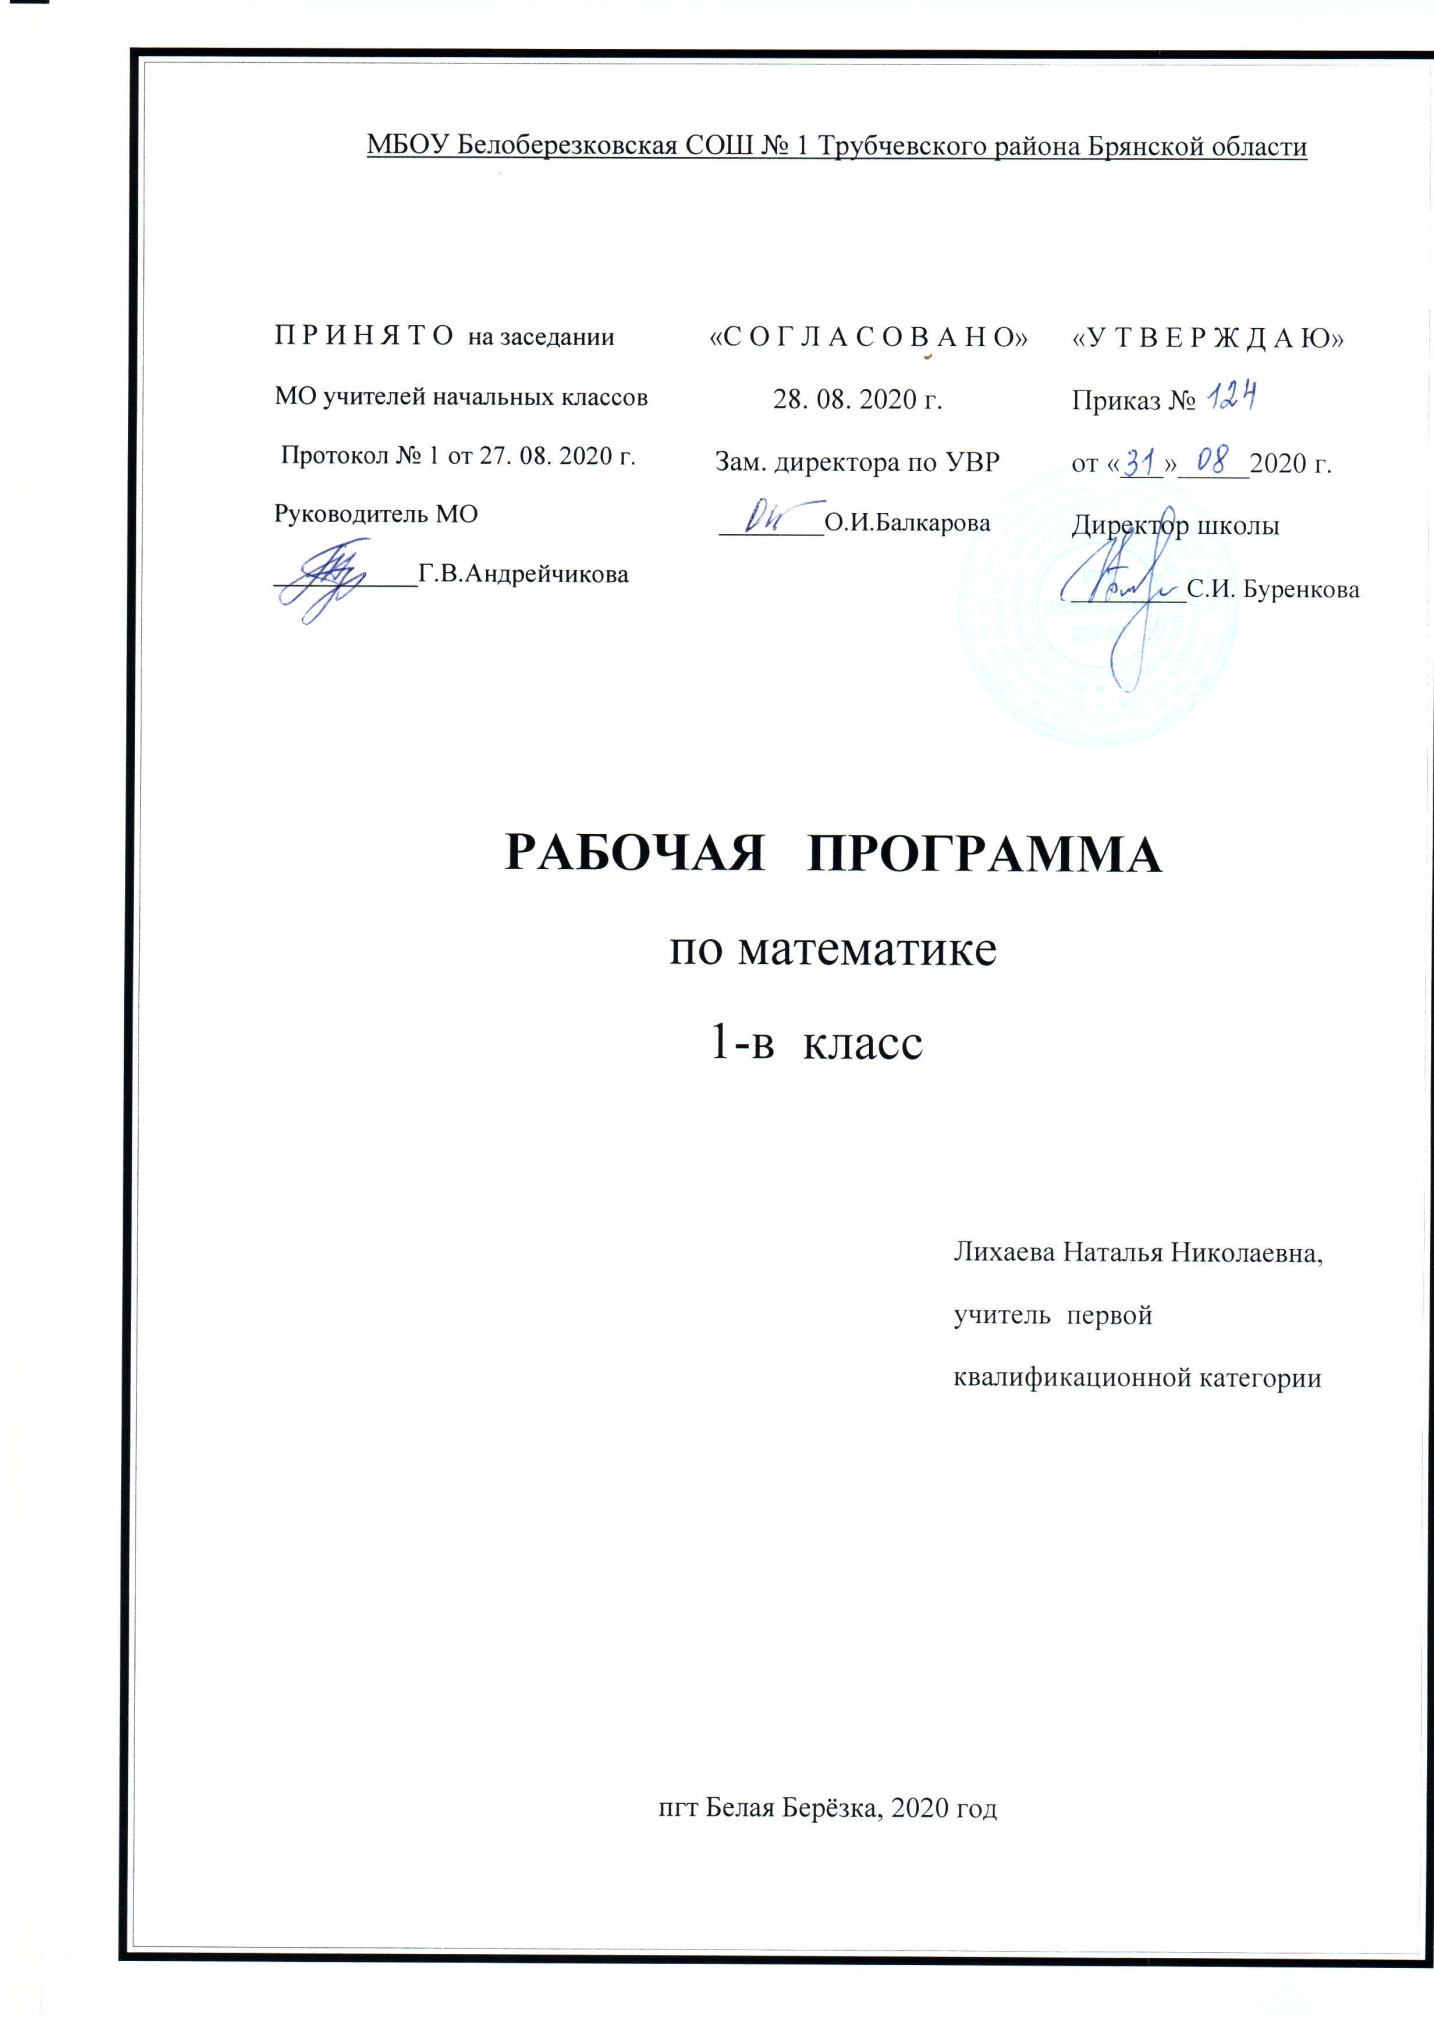 МБОУ Белоберезковская СОШ № 1 Трубчевского района Брянской области
П Р И Н Я Т О на заседании
МО учителей начальных классов
Протокол № 1 от 27. 08. 2020 г.
Руководитель МО
____________Г.В.Андрейчикова
«С О Г Л А С О В А Н О»
28. 08. 2020 г.
Зам. директора по УВР
________О.И.Балкарова
«У Т В Е Р Ж Д А Ю»
Приказ № 124
от «31» 08 2020 г.
Директор школы
_________С.И. Буренкова
РАБОЧАЯ ПРОГРАММА
по математике
1-в класс
Лихаева Наталья Николаевна,
учитель первой
квалификационной категории
пгт Белая Берёзка, 2020 год